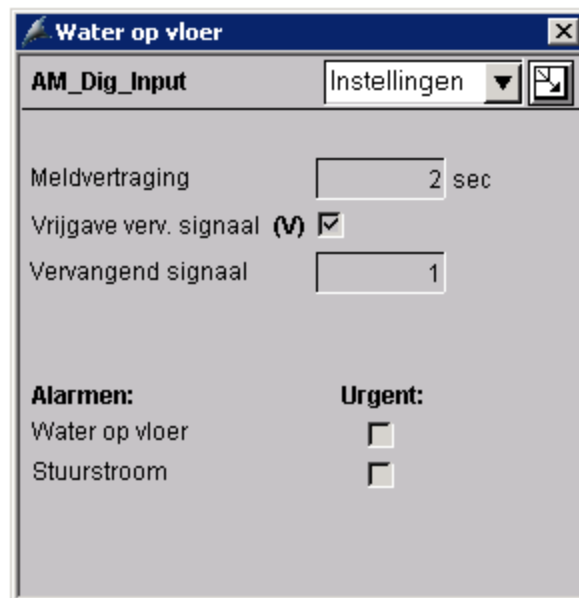 Water op vloer
AM_Dig_Input Instellingen
Meldvertraging 2 sec
Vrijgave verv. signaal (V)
Vervangend signaal 1
Alarmen: Urgent:
Water op vloer
Stuurstroom